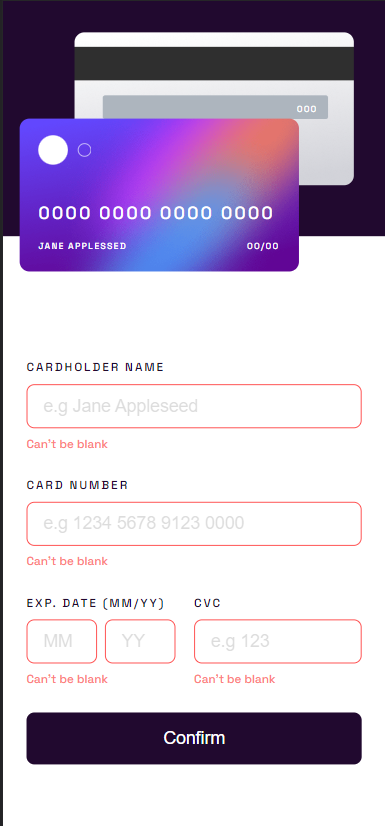 000
0000 0000 0000 0000
JANE APPLESSED 00/00
CARDHOLDER NAME
e.g Jane Appleseed
Can't be blank
CARD NUMBER
e.g 1234 5678 9123 0000
Can't be blank
EXP. DATE (MM/YY) CVC
MM YY e.g 123
Can't be blank Can't be blank
Confirm